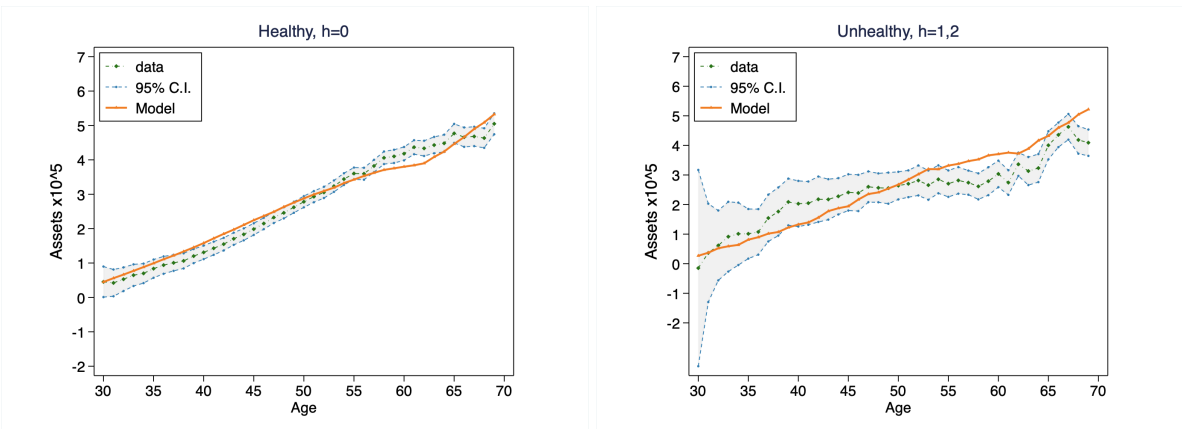 Healthy, h=0
7
6
5
4
3
2
1
0
-1
-2
Assets x10^5
data
95% C.I.
Model
30 35 40 45 50 55 60 65 70
Age
Unhealthy, h=1,2
7
6
5
4
3
2
1
0
-1
-2
Assets x10^5
data
95% C.I.
Model
30 35 40 45 50 55 60 65 70
Age